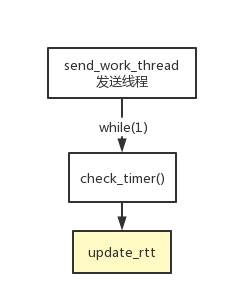 send_work_thread
发送线程
while(1)
check_timer()
update_rtt